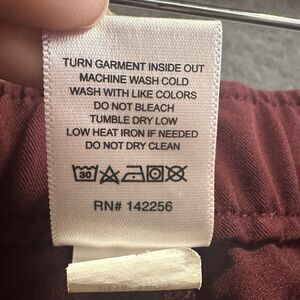 TURN GARMENT INSIDE OUT
MACHINE WASH COLD
WASH WITH LIKE COLORS
DO NOT BLEACH
TUMBLE DRY LOW
LOW HEAT IRON IF NEEDED
DO NOT DRY CLEAN
30
RN# 142256